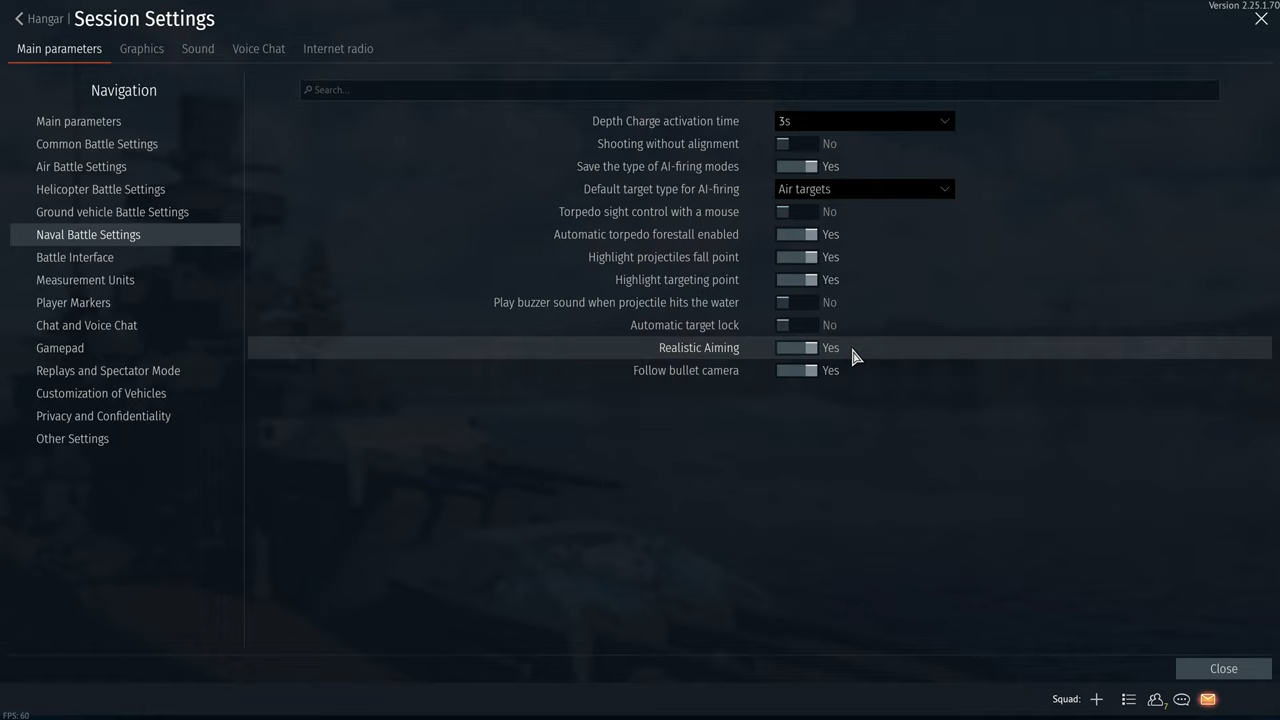 Version 2.25.1.70
Hangar | Session Settings
Main parameters Graphics Sound Voice Chat Internet radio
Navigation
Main parameters
Common Battle Settings
Air Battle Settings
Helicopter Battle Settings
Ground vehicle Battle Settings
Naval Battle Settings
Battle Interface
Measurement Units
Player Markers
Chat and Voice Chat
Gamepad
Replays and Spectator Mode
Customization of Vehicles
Privacy and Confidentiality
Other Settings
Search...
Depth Charge activation time 3s
Shooting without alignment No
Save the type of AI-firing modes Yes
Default target type for AI-firing Air targets
Torpedo sight control with a mouse No
Automatic torpedo forestall enabled Yes
Highlight projectiles fall point Yes
Highlight targeting point Yes
Play buzzer sound when projectile hits the water No
Automatic target lock No
Realistic Aiming Yes
Follow bullet camera Yes
Close
Squad: 7
FPS: 60